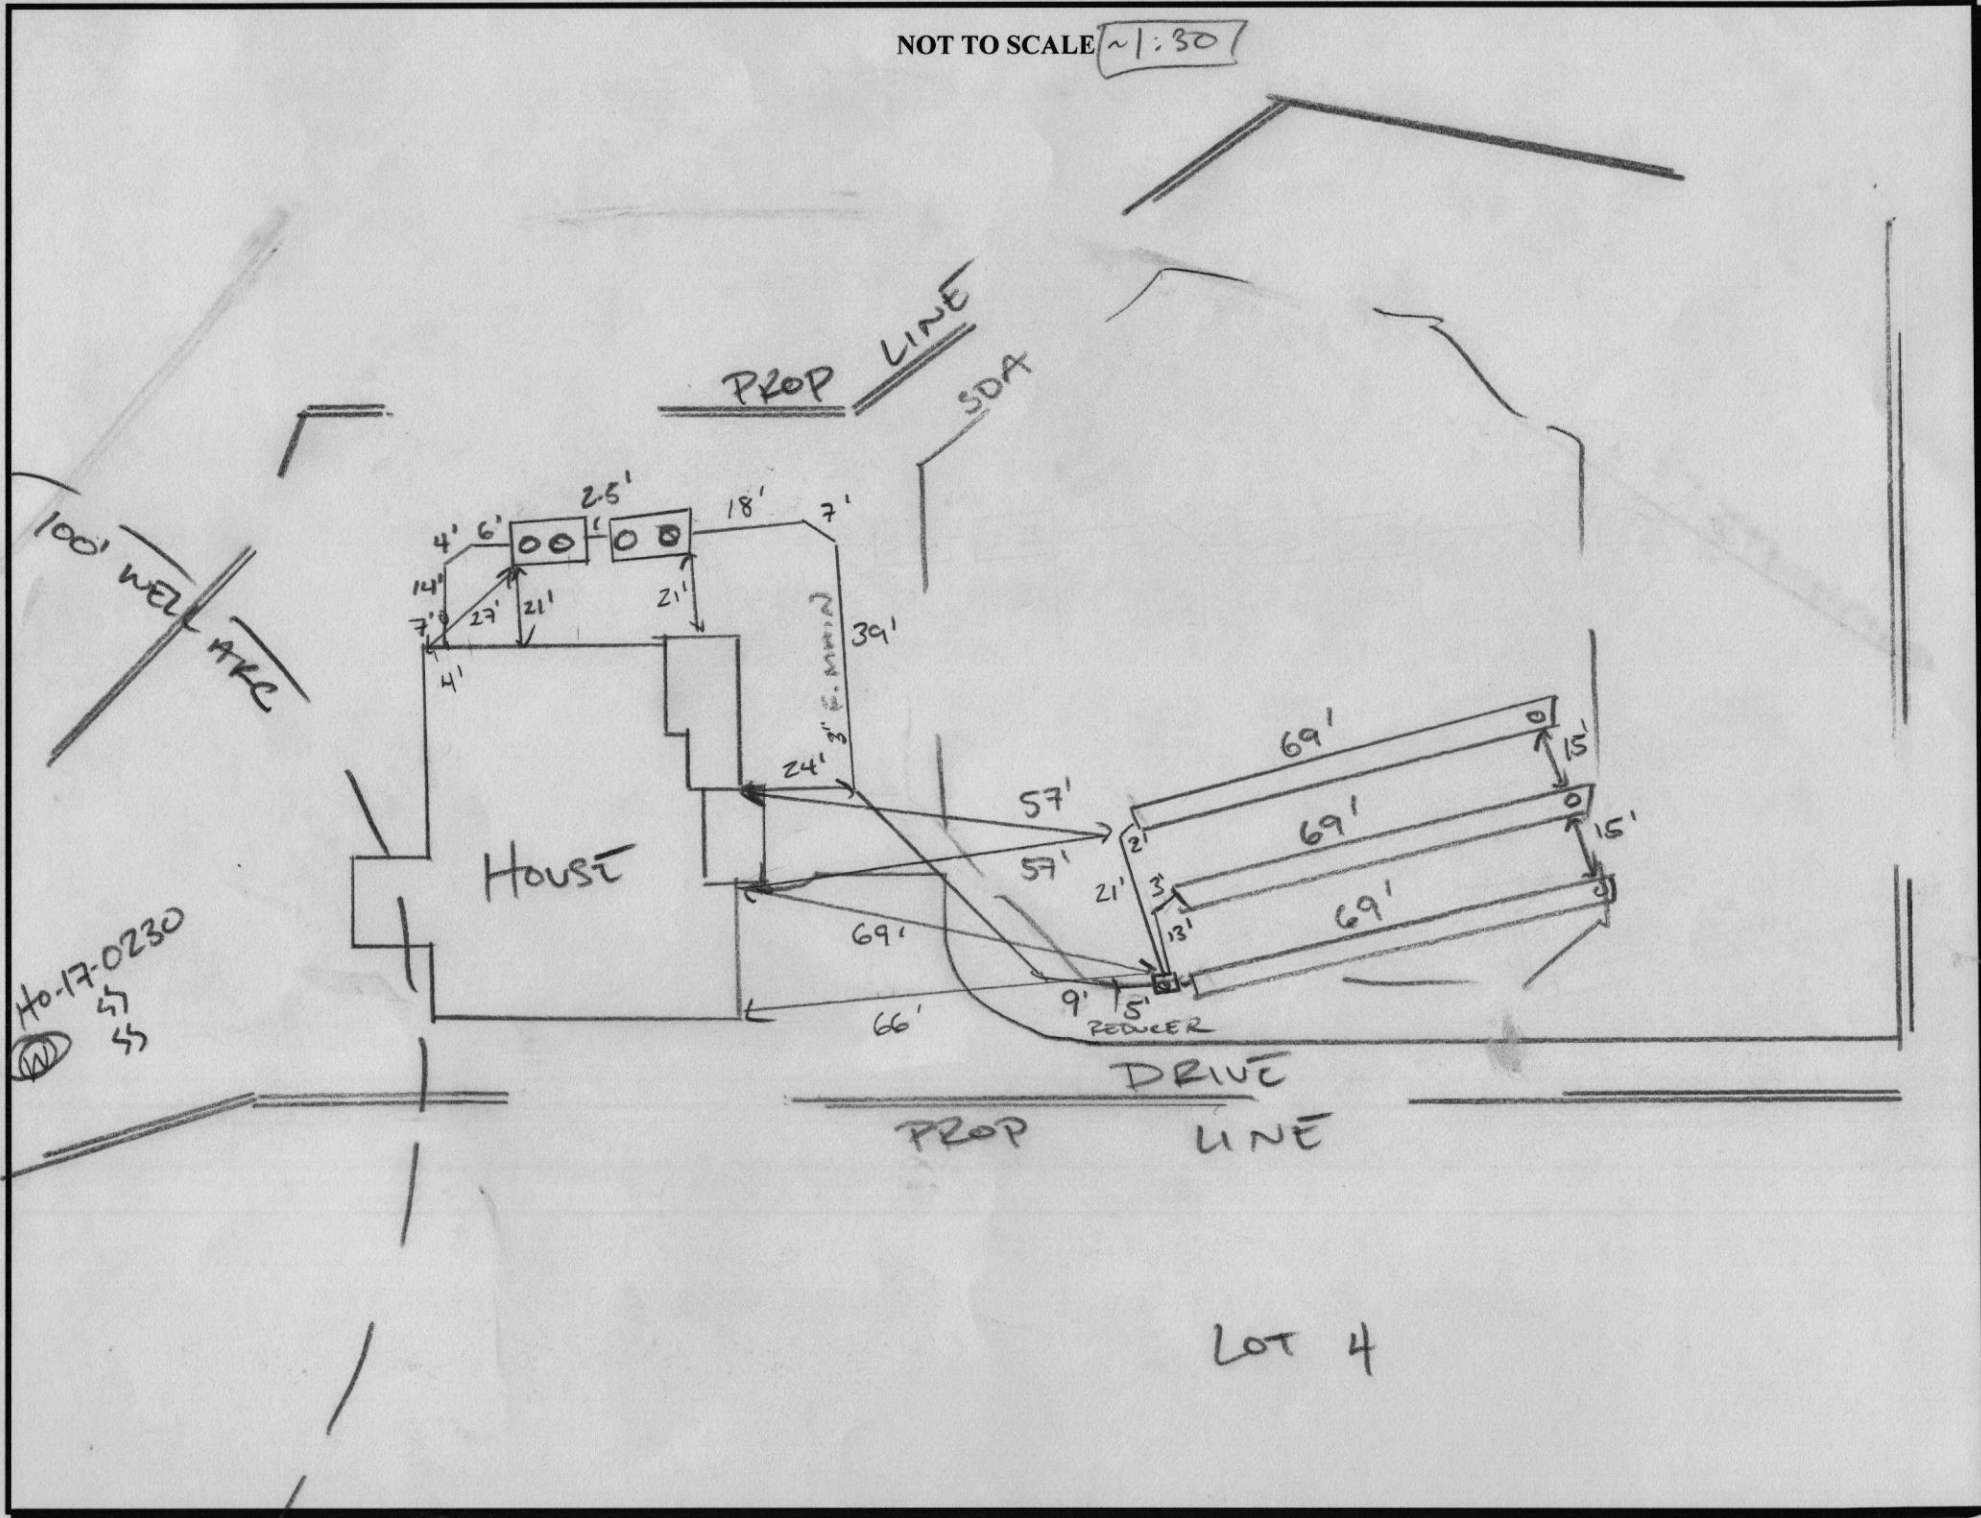 NOT TO SCALE ~1:30
PROP LINE
SDA
100' WELL ARC
2.5'
18'
7'
4'
6'
14'
7'
27'
21'
21'
4'
3" F. MAIN
39'
24'
57'
57'
69'
66'
HOUSE
69'
15'
69'
15'
69'
2'
21'
3'
13'
9'
5'
REDUCER
HO-17-0230
W
DRIVE
PROP LINE
LOT 4